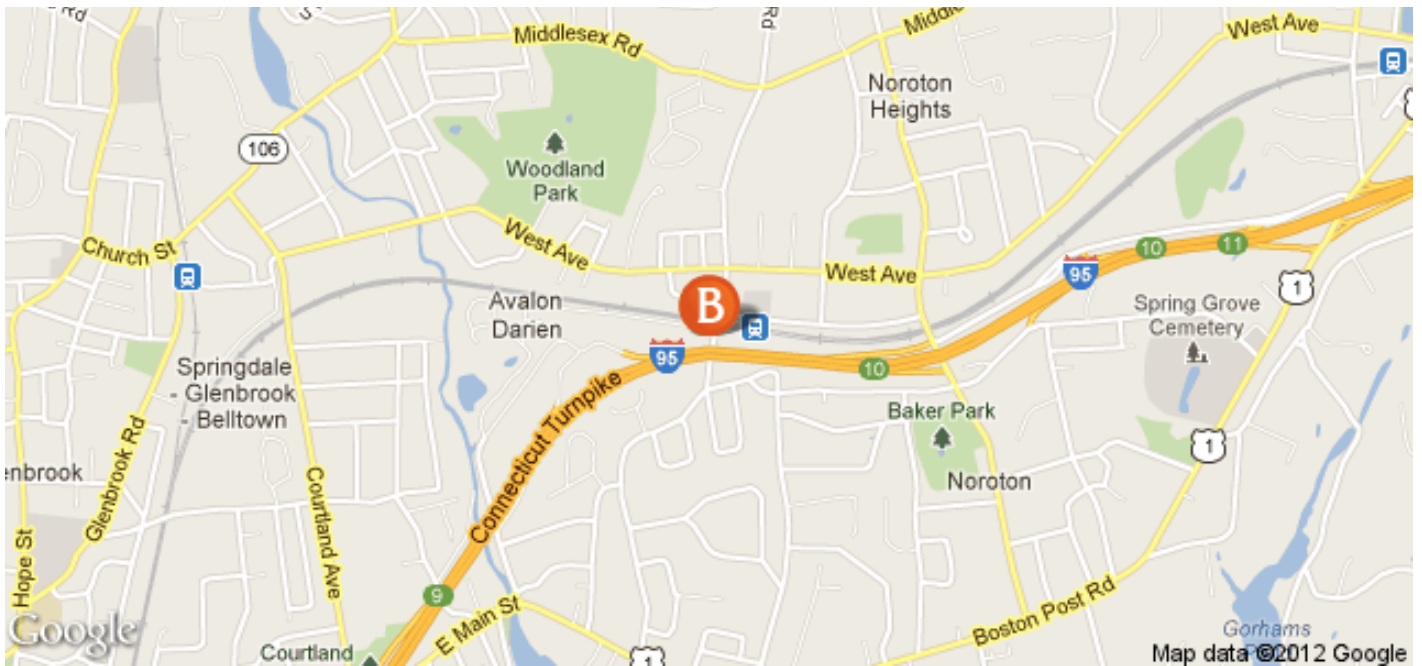 Middlesex Rd
Middle
Rd
West Ave
Noroton
Heights
106
Woodland
Park
Church St
West Ave
West Ave
10
11
95
1
B
Avalon
Darien
Spring Grove
Cemetery
95
10
Springdale
- Glenbrook
- Belltown
Connecticut Turnpike
Baker Park
1
enbrook
Glenbrook Rd
Courtland Ave
Noroton
Hope St
9
E Main St
Boston Post Rd
Google
Courtland
1
Gorhams
Map data ©2012 Google